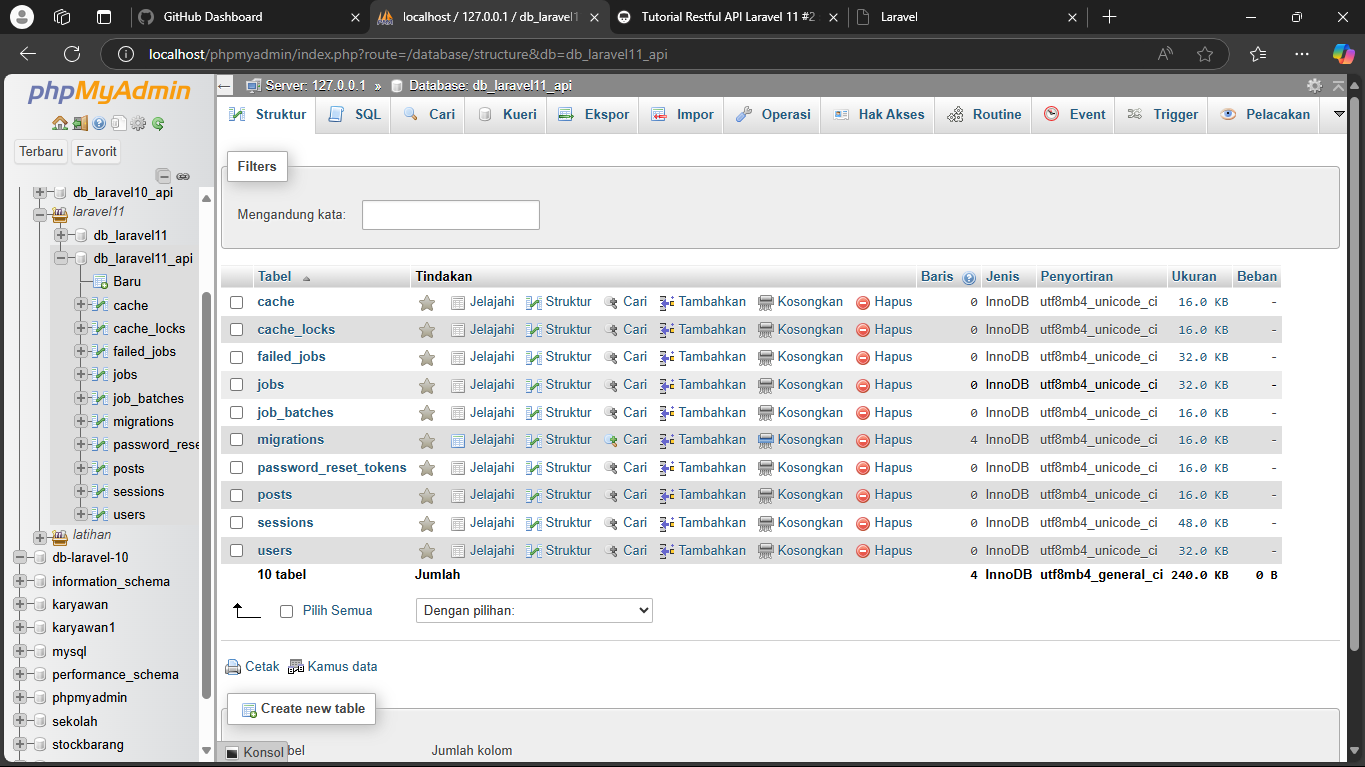 GitHub Dashboard
localhost / 127.0.0.1 / db_laravel1
Tutorial Restful API Laravel 11 #2
Laravel
localhost/phpmyadmin/index.php?route=/database/structure&db=db_laravel11_api
phpMyAdmin
Terbaru Favorit
db_laravel10_api
laravel11
db_laravel11
db_laravel11_api
Baru
cache
cache_locks
failed_jobs
jobs
job_batches
migrations
password_rese
posts
sessions
users
latihan
db-laravel-10
information_schema
karyawan
karyawan1
mysql
performance_schema
phpmyadmin
sekolah
stockbarang
Server: 127.0.0.1 » Database: db_laravel11_api
Struktur SQL Cari Kueri Ekspor Impor Operasi Hak Akses Routine Event Trigger Pelacakan
Filters
Mengandung kata:
Tabel Tindakan Baris Jenis Penyortiran Ukuran Beban
cache Jelajahi Struktur Cari Tambahkan Kosongkan Hapus 0 InnoDB utf8mb4_unicode_ci 16.0 KB -
cache_locks Jelajahi Struktur Cari Tambahkan Kosongkan Hapus 0 InnoDB utf8mb4_unicode_ci 16.0 KB -
failed_jobs Jelajahi Struktur Cari Tambahkan Kosongkan Hapus 0 InnoDB utf8mb4_unicode_ci 32.0 KB -
jobs Jelajahi Struktur Cari Tambahkan Kosongkan Hapus 0 InnoDB utf8mb4_unicode_ci 32.0 KB -
job_batches Jelajahi Struktur Cari Tambahkan Kosongkan Hapus 0 InnoDB utf8mb4_unicode_ci 16.0 KB -
migrations Jelajahi Struktur Cari Tambahkan Kosongkan Hapus 4 InnoDB utf8mb4_unicode_ci 16.0 KB -
password_reset_tokens Jelajahi Struktur Cari Tambahkan Kosongkan Hapus 0 InnoDB utf8mb4_unicode_ci 16.0 KB -
posts Jelajahi Struktur Cari Tambahkan Kosongkan Hapus 0 InnoDB utf8mb4_unicode_ci 16.0 KB -
sessions Jelajahi Struktur Cari Tambahkan Kosongkan Hapus 0 InnoDB utf8mb4_unicode_ci 48.0 KB -
users Jelajahi Struktur Cari Tambahkan Kosongkan Hapus 0 InnoDB utf8mb4_unicode_ci 32.0 KB -
10 tabel Jumlah 4 InnoDB utf8mb4_general_ci 240.0 KB 0 B
Pilih Semua Dengan pilihan:
Cetak Kamus data
Create new table
Konsol bel Jumlah kolom